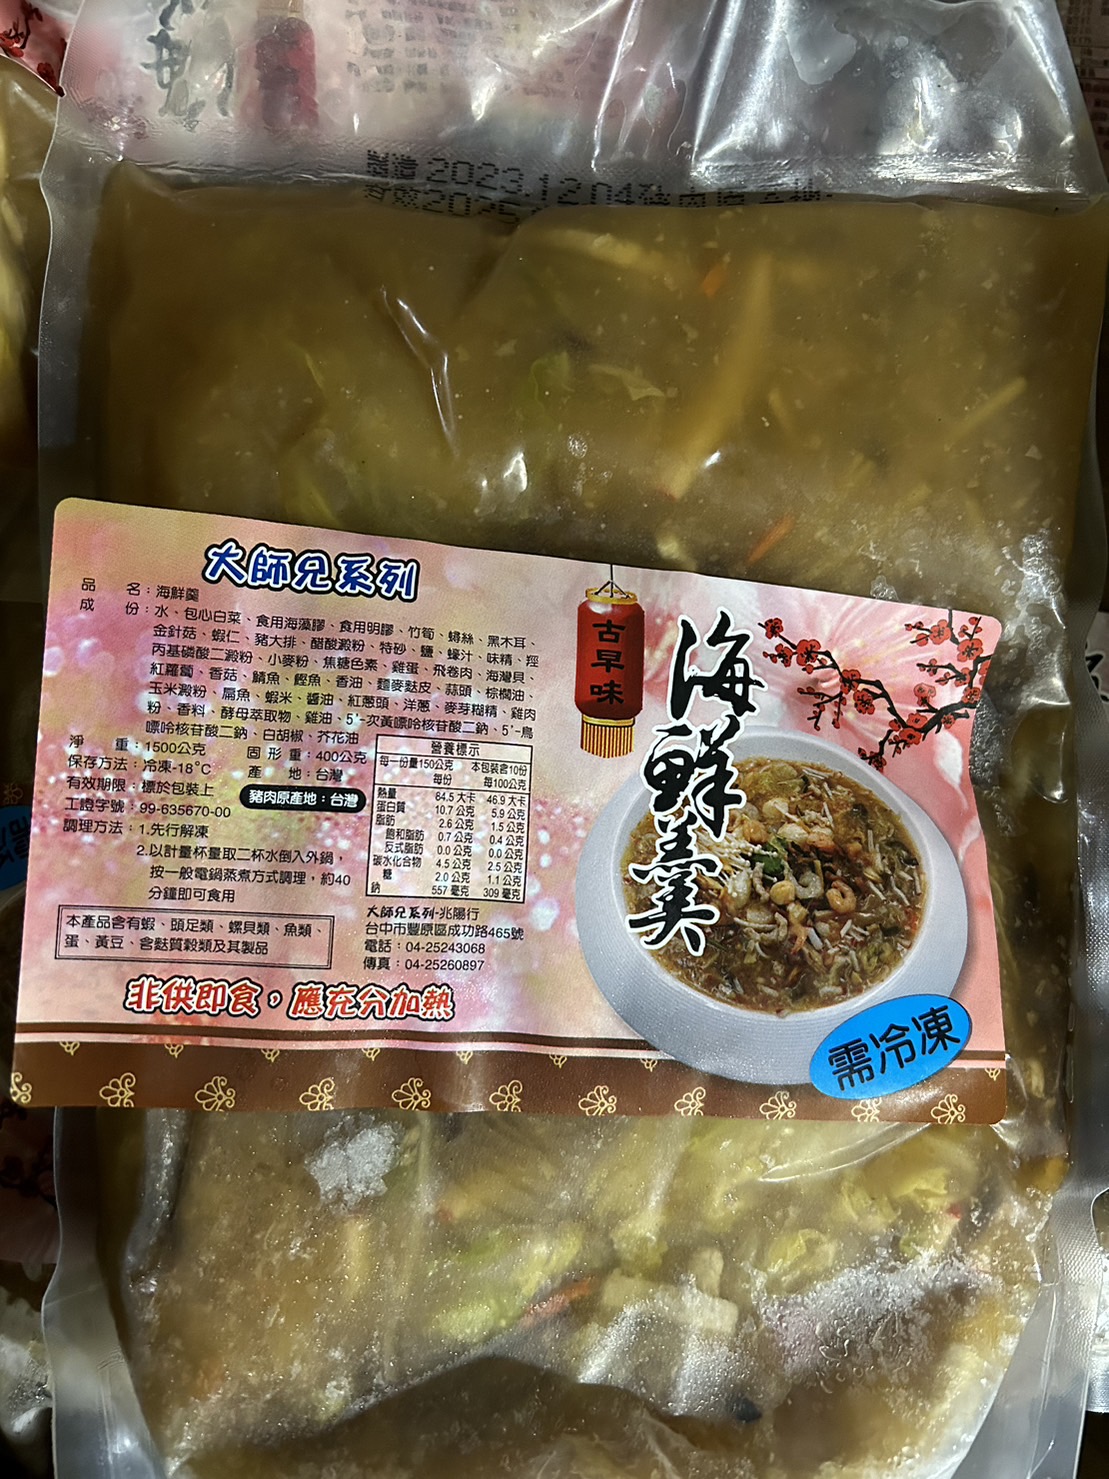 製造 2023.12.04
有效 2025
大師兄系列
品　名：海鮮羹
成　份：水、包心白菜、食用海藻膠、食用明膠、竹筍、蟳絲、黑木耳、
金針菇、蝦仁、豬大排、醋酸澱粉、特砂、鹽、蠔汁、味精、羥
丙基磷酸二澱粉、小麥粉、焦糖色素、雞蛋、飛卷肉、海灣貝、
紅蘿蔔、香菇、鯖魚、鰹魚、香油、麵麥麩皮、蒜頭、棕櫚油、
玉米澱粉、扁魚、蝦米、醬油、紅蔥頭、洋蔥、麥芽糊精、雞肉
粉、香料、酵母萃取物、雞油、5'-次黃嘌呤核苷酸二鈉、5'-鳥
嘌呤核苷酸二鈉、白胡椒、芥花油
淨　重：1500公克　固形重：400公克
保存方法：冷凍-18°C　產　地：台灣
有效期限：標於包裝上　豬肉原產地：台灣
工證字號：99-635670-00
調理方法：1.先行解凍
2.以計量杯量取二杯水倒入外鍋，
按一般電鍋蒸煮方式調理，約40
分鐘即可食用
營養標示
每一份量150公克　本包裝含10份
每份　每100公克
熱量　84.5 大卡　46.9 大卡
蛋白質　10.7 公克　5.9 公克
脂肪　2.6 公克　1.5 公克
飽和脂肪　0.7 公克　0.4 公克
反式脂肪　0.0 公克　0.0 公克
碳水化合物　4.5 公克　2.5 公克
糖　2.0 公克　1.1 公克
鈉　557 毫克　309 毫克
本產品含有蝦、頭足類、螺貝類、魚類、
蛋、黃豆、含麩質穀類及其製品
大師兄系列-兆陽行
台中市豐原區成功路465號
電話：04-25243068
傳真：04-25260897
非供即食，應充分加熱
古早味
海鮮羹
需冷凍